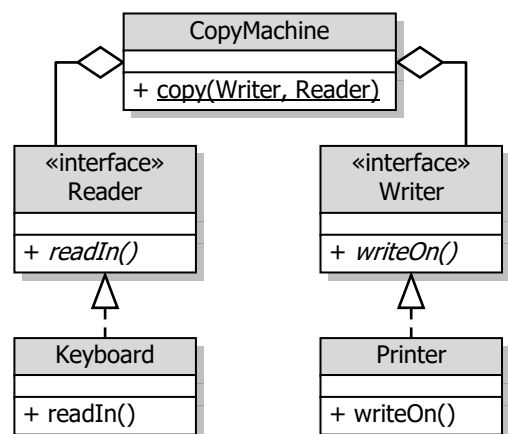 CopyMachine
+ copy(Writer, Reader)
«interface»
Reader
+ readIn()
«interface»
Writer
+ writeOn()
Keyboard
+ readIn()
Printer
+ writeOn()